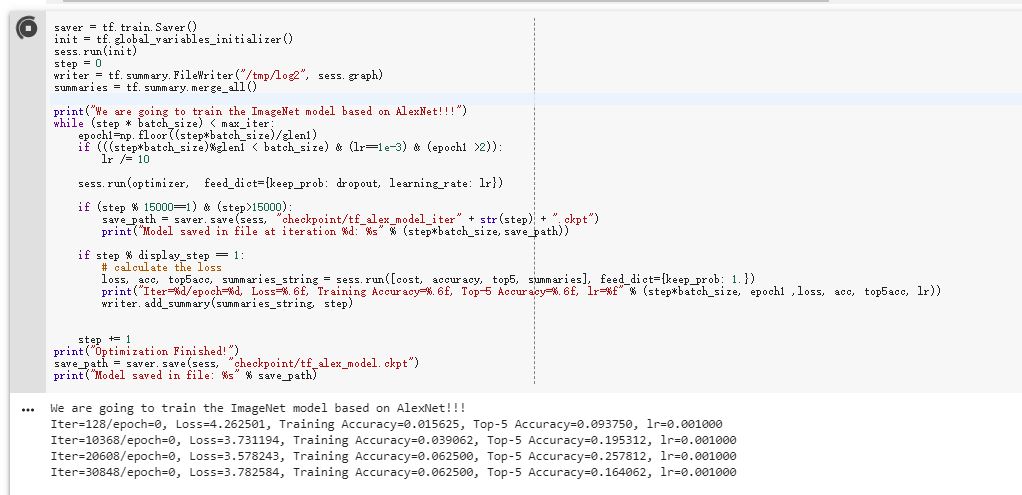 saver = tf.train.Saver()
init = tf.global_variables_initializer()
sess.run(init)
step = 0
writer = tf.summary.FileWriter("/tmp/log2", sess.graph)
summaries = tf.summary.merge_all()
print("We are going to train the ImageNet model based on AlexNet!!!")
while (step * batch_size) < max_iter:
    epoch1=np.floor((step*batch_size)/glen1)
    if (((step*batch_size)%glen1 < batch_size) & (lr==1e-3) & (epoch1 >2)):
        lr /= 10
    sess.run(optimizer,  feed_dict={keep_prob: dropout, learning_rate: lr})
    if (step % 15000==1) & (step>15000):
        save_path = saver.save(sess, "checkpoint/tf_alex_model_iter" + str(step) + ".ckpt")
        print("Model saved in file at iteration %d: %s" % (step*batch_size,save_path))
    if step % display_step == 1:
        # calculate the loss
        loss, acc, top5acc, summaries_string = sess.run([cost, accuracy, top5, summaries], feed_dict={keep_prob: 1.})
        print("Iter=%d/epoch=%d, Loss=%.6f, Training Accuracy=%.6f, Top-5 Accuracy=%.6f, lr=%f" % (step*batch_size, epoch1 ,loss, acc, top5acc, lr))
        writer.add_summary(summaries_string, step)
    step += 1
print("Optimization Finished!")
save_path = saver.save(sess, "checkpoint/tf_alex_model.ckpt")
print("Model saved in file: %s" % save_path)
We are going to train the ImageNet model based on AlexNet!!!
Iter=128/epoch=0, Loss=4.262501, Training Accuracy=0.015625, Top-5 Accuracy=0.093750, lr=0.001000
Iter=10368/epoch=0, Loss=3.731194, Training Accuracy=0.039062, Top-5 Accuracy=0.195312, lr=0.001000
Iter=20608/epoch=0, Loss=3.578243, Training Accuracy=0.062500, Top-5 Accuracy=0.257812, lr=0.001000
Iter=30848/epoch=0, Loss=3.782584, Training Accuracy=0.062500, Top-5 Accuracy=0.164062, lr=0.001000